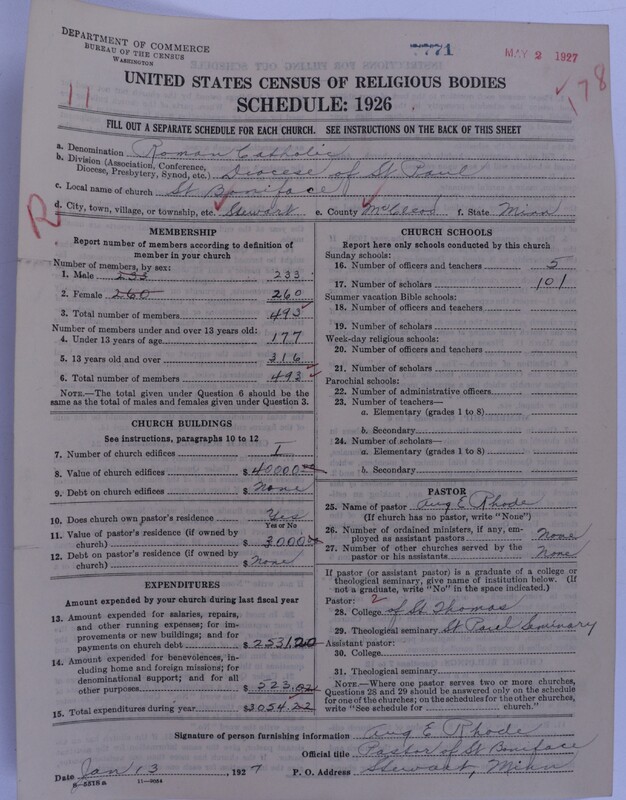 DEPARTMENT OF COMMERCE
BUREAU OF THE CENSUS
WASHINGTON
771
MAY 2 1927
178
11
UNITED STATES CENSUS OF RELIGIOUS BODIES
SCHEDULE: 1926
FILL OUT A SEPARATE SCHEDULE FOR EACH CHURCH. SEE INSTRUCTIONS ON THE BACK OF THIS SHEET
a. Denomination Roman Catholic
b. Division (Association, Conference, Diocese, Presbytery, Synod, etc.) Diocese of St Paul
c. Local name of church St Boniface
d. City, town, village, or township, etc. Stewart e. County McLeod f. State Minn
R
MEMBERSHIP
Report number of members according to definition of
member in your church
Number of members, by sex:
1. Male 233 233
2. Female 260 260
3. Total number of members 493
Number of members under and over 13 years old:
4. Under 13 years of age 177
5. 13 years old and over 316
6. Total number of members 493
NOTE.—The total given under Question 6 should be
same as the total of males and females given under Question 3.
CHURCH BUILDINGS
See instructions, paragraphs 10 to 12
7. Number of church edifices 1
8. Value of church edifices $ 40000.00
9. Debt on church edifices $ None
10. Does church own pastor's residence Yes
Yes or No
11. Value of pastor's residence (if owned by
church) $ 3000.00
12. Debt on pastor's residence (if owned by
church) $ None
EXPENDITURES
Amount expended by your church during last fiscal year
13. Amount expended for salaries, repairs,
and other running expenses; for im-
provements or new buildings; and for
payments on church debt $ 2531.20
14. Amount expended for benevolences, in-
cluding home and foreign missions; for
denominational support; and for all
other purposes $ 523.02
15. Total expenditures during year $3054.22
CHURCH SCHOOLS
Report here only schools conducted by this church
Sunday schools:
16. Number of officers and teachers 5
17. Number of scholars 101
Summer vacation Bible schools:
18. Number of officers and teachers
19. Number of scholars
Week-day religious schools:
20. Number of officers and teachers
21. Number of scholars
Parochial schools:
22. Number of administrative officers
23. Number of teachers—
a. Elementary (grades 1 to 8)
b. Secondary
24. Number of scholars—
a. Elementary (grades 1 to 8)
b. Secondary
PASTOR
25. Name of pastor Aug E Rhode
(If church has no pastor, write "None")
26. Number of ordained ministers, if any, em-
ployed as assistant pastors None
27. Number of other churches served by the
pastor or his assistants None
If pastor (or assistant pastor) is a graduate of a college or
theological seminary, give name of institution below. (If
not a graduate, write "No" in the space indicated.)
Pastor: 2
28. College of St. Thomas
29. Theological seminary St Paul Seminary
Assistant pastor:
30. College
31. Theological seminary
NOTE.—Where one pastor serves two or more churches,
Questions 28 and 29 should be answered only on the schedule
for one of the churches; on the schedules for the other churches,
write "See schedule for church."
Signature of person furnishing information Aug E Rhode
Official title Pastor of St Boniface
Date Jan 13, 1927 P. O. Address Stewart, Minn
8-5518a 11-9054